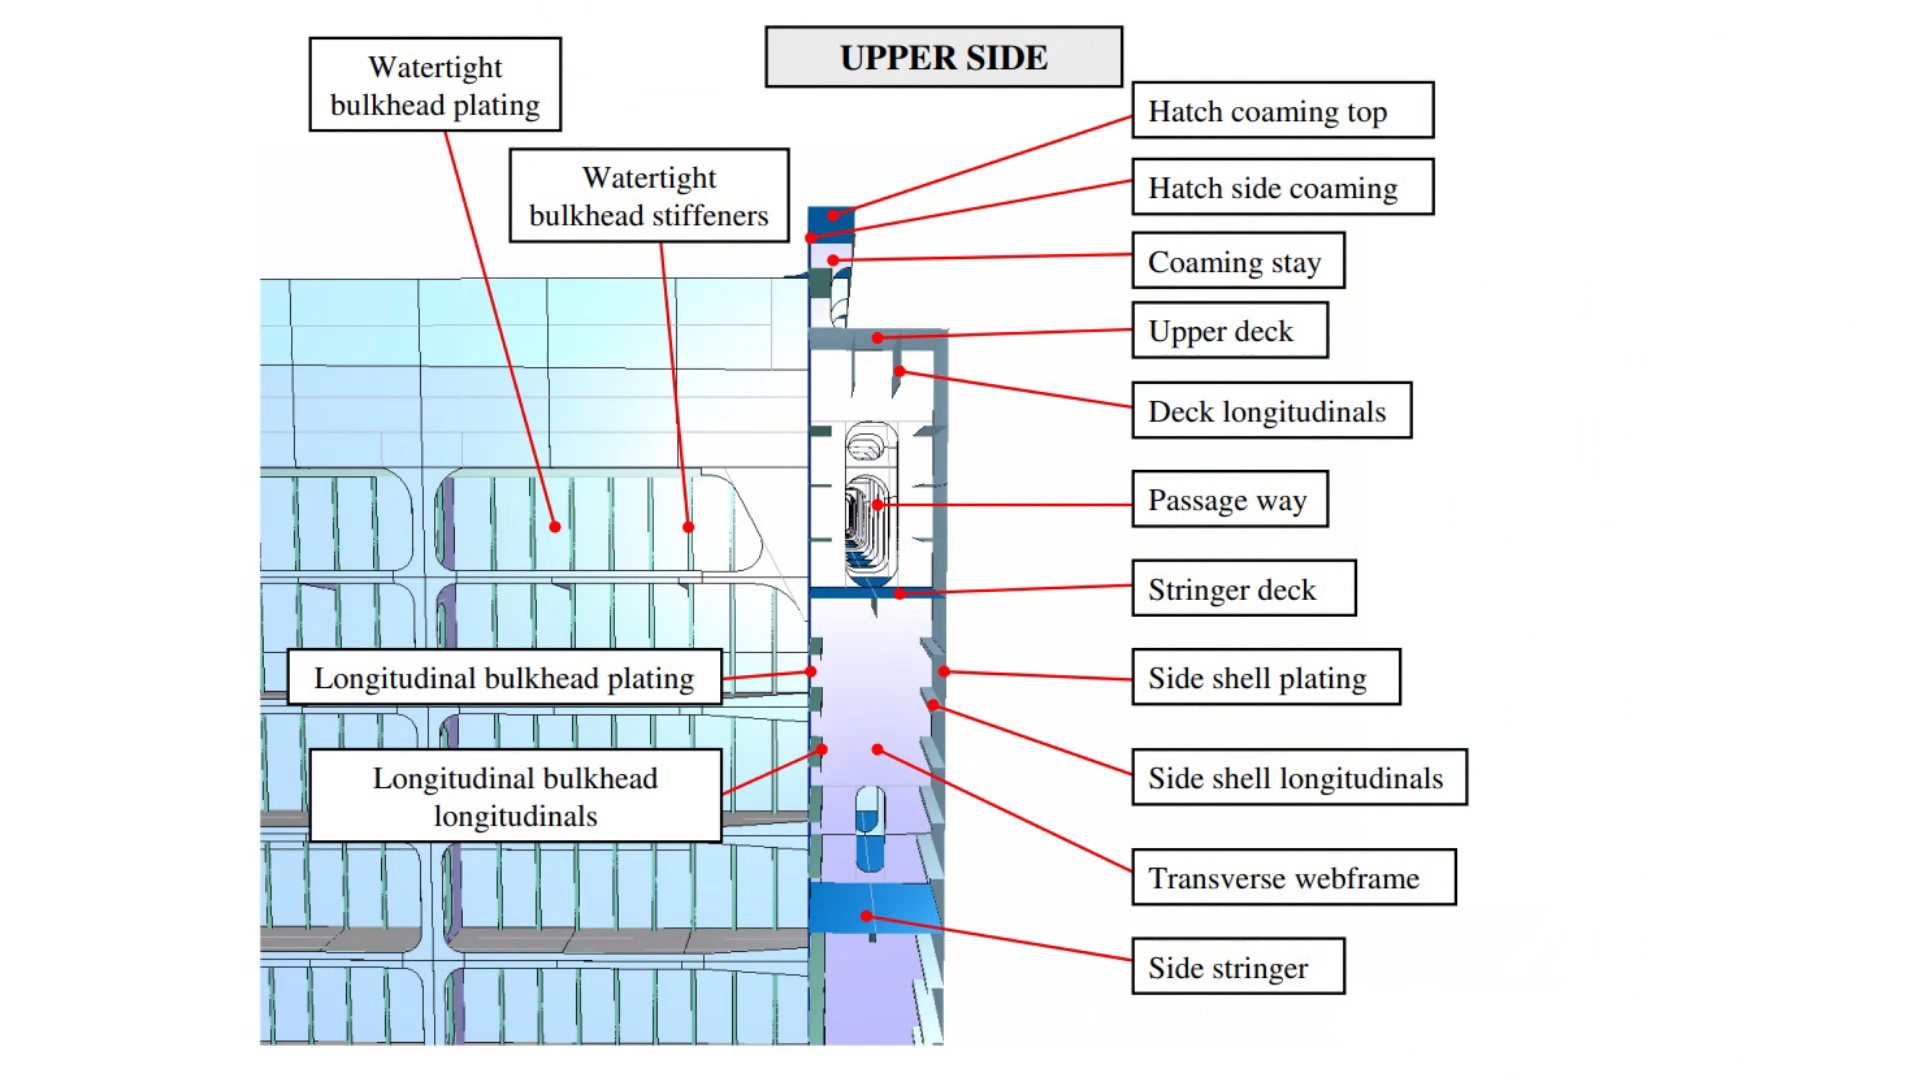 UPPER SIDE
Watertight
bulkhead plating
Watertight
bulkhead stiffeners
Longitudinal bulkhead plating
Longitudinal bulkhead
longitudinals
Hatch coaming top
Hatch side coaming
Coaming stay
Upper deck
Deck longitudinals
Passage way
Stringer deck
Side shell plating
Side shell longitudinals
Transverse webframe
Side stringer